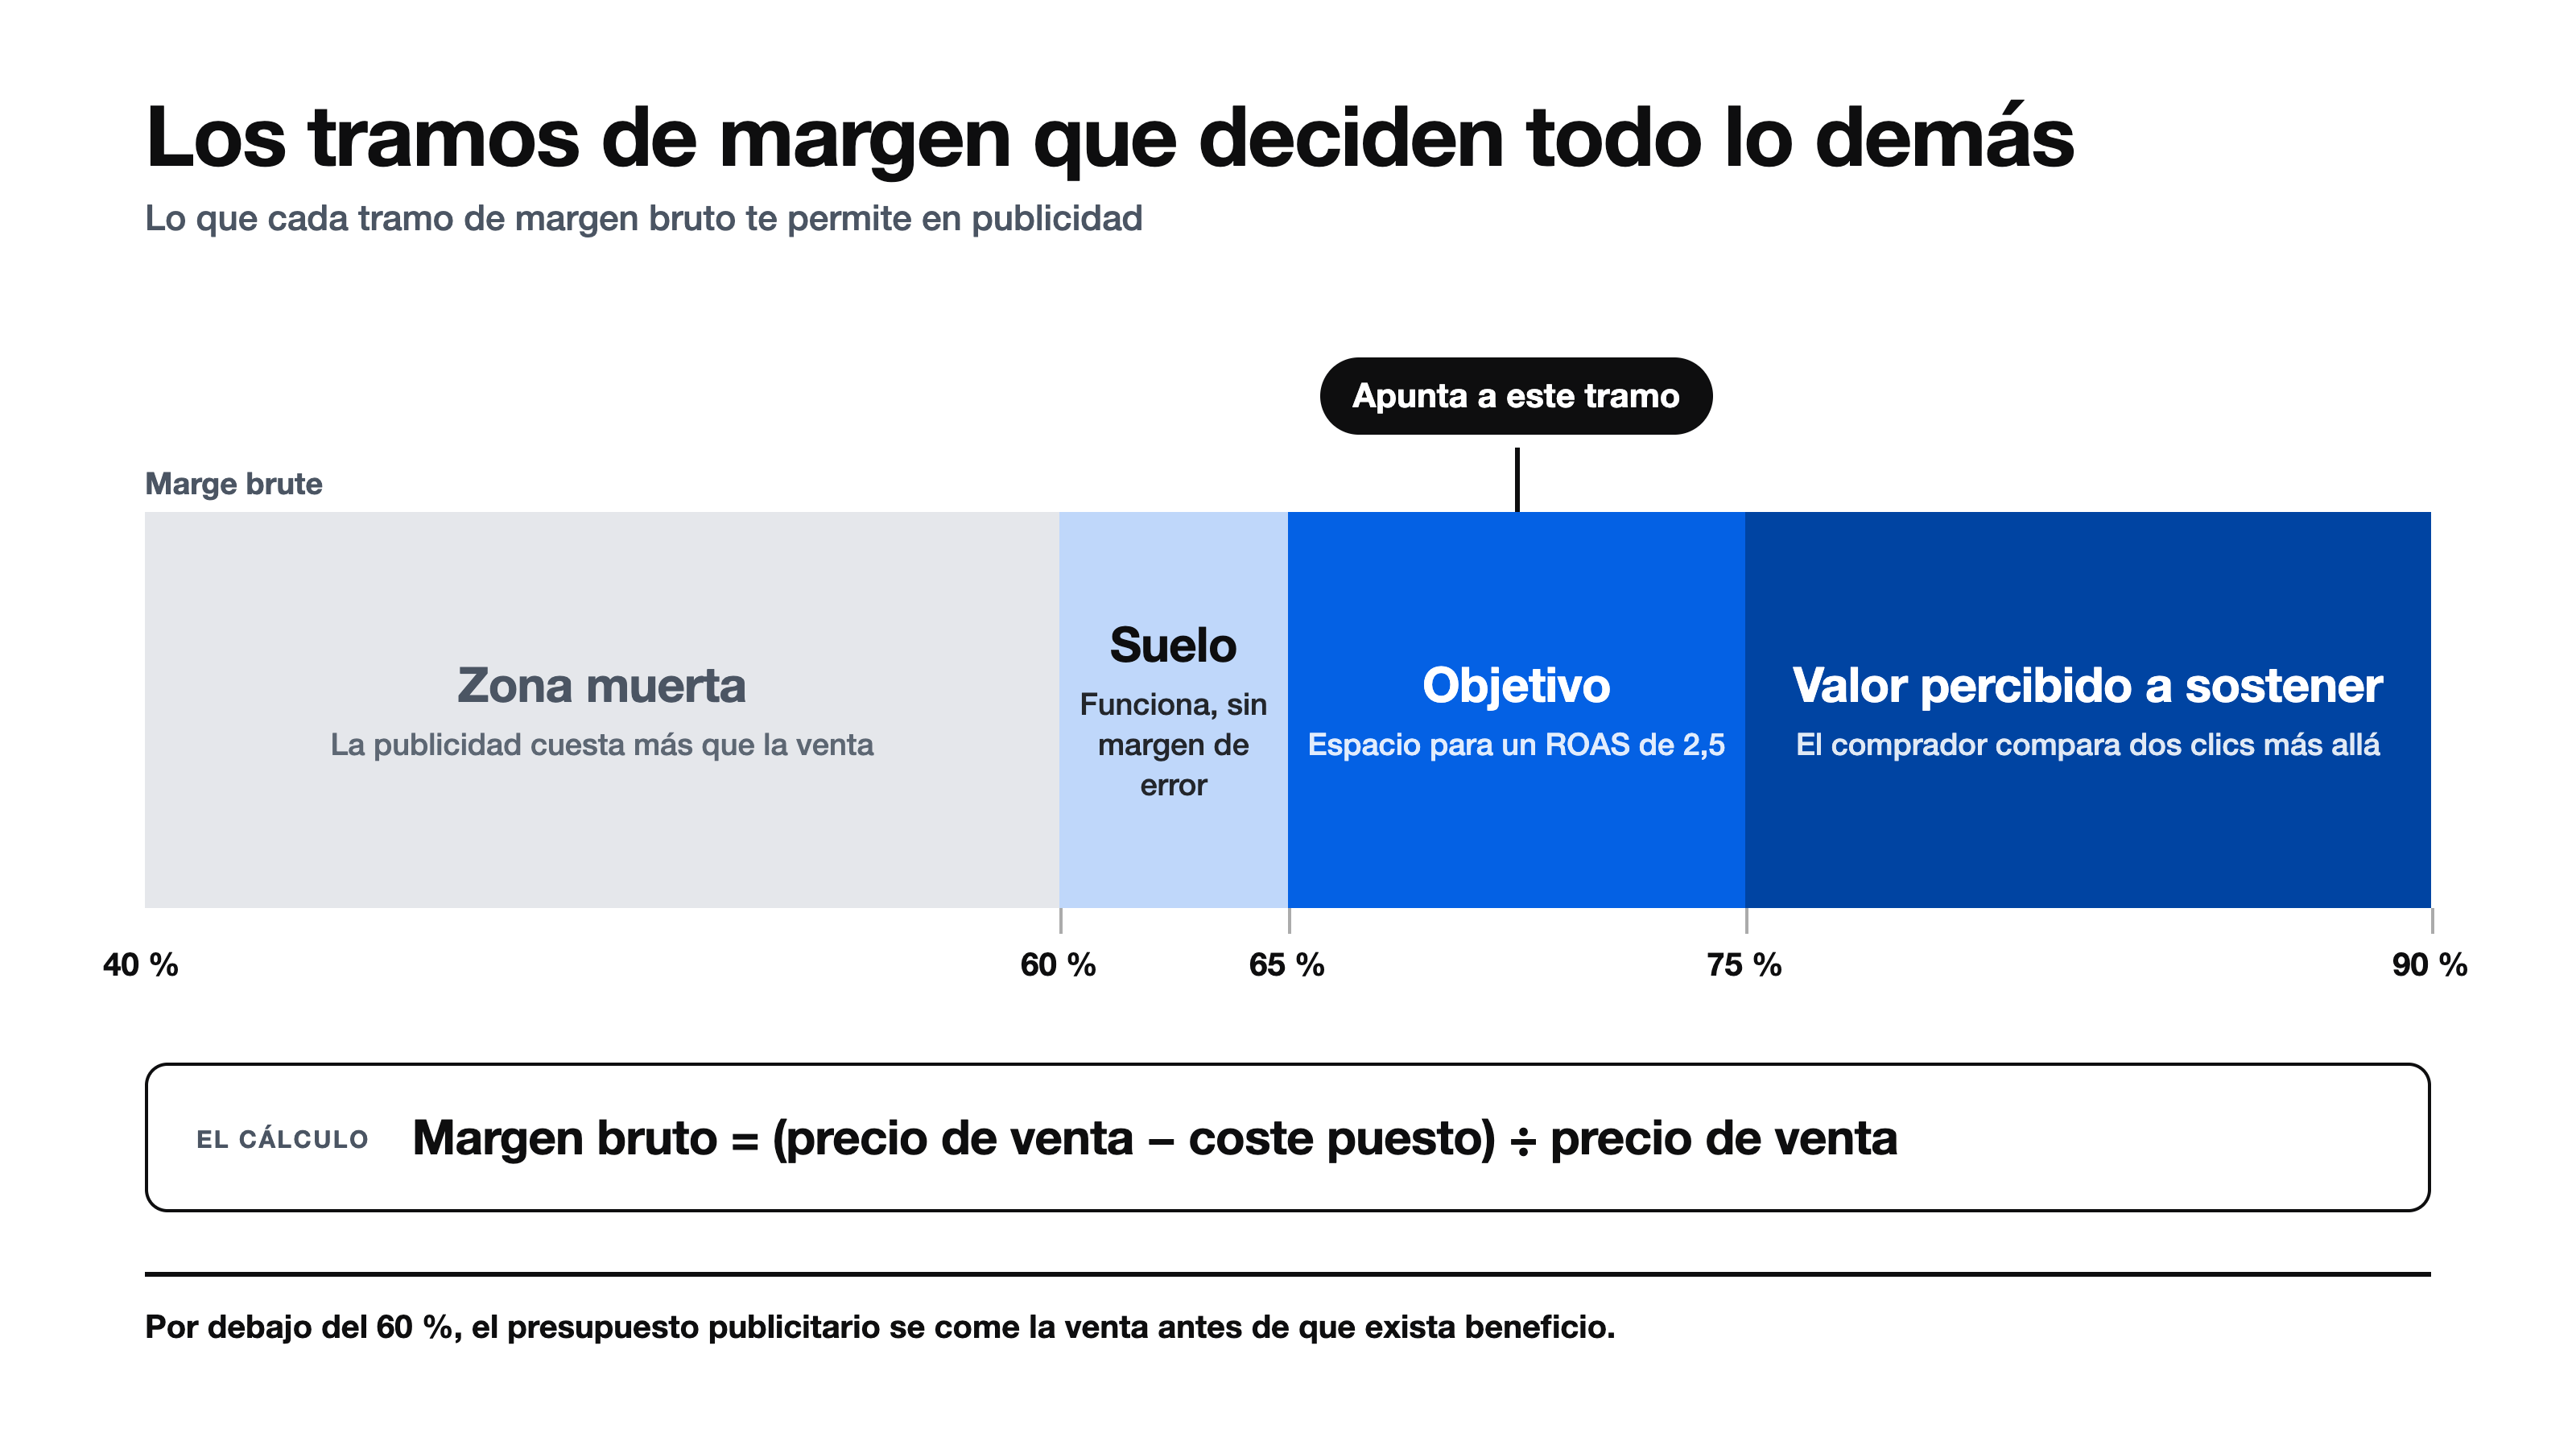 Los tramos de margen que deciden todo lo demás
Lo que cada tramo de margen bruto te permite en publicidad
Apunta a este tramo
Marge brute
Zona muerta
La publicidad cuesta más que la venta
Suelo
Funciona, sin
margen de
error
Objetivo
Espacio para un ROAS de 2,5
Valor percibido a sostener
El comprador compara dos clics más allá
40 %
60 %
65 %
75 %
90 %
EL CÁLCULO
Margen bruto = (precio de venta – coste puesto) ÷ precio de venta
Por debajo del 60 %, el presupuesto publicitario se come la venta antes de que exista beneficio.